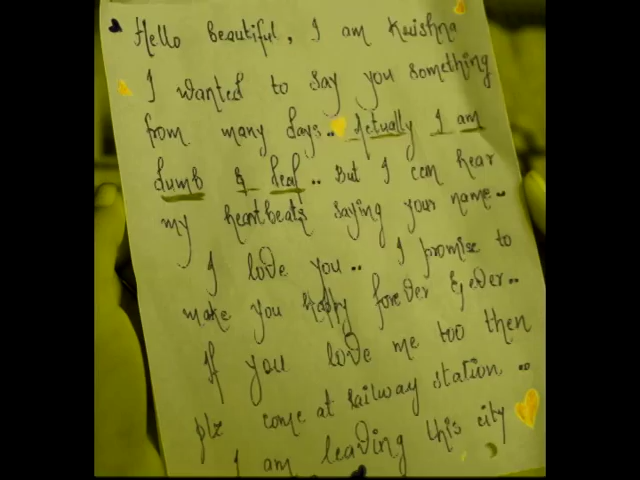 Hello beautiful, I am Krishna
I wanted to say you something
from many days.. Actually I am
dumb & deaf .. But I can hear
my heartbeats saying your name..
I love you.. I promise to
make you happy forever & ever..
If you love me too then
plz come at railway station ..
I am leaving this city